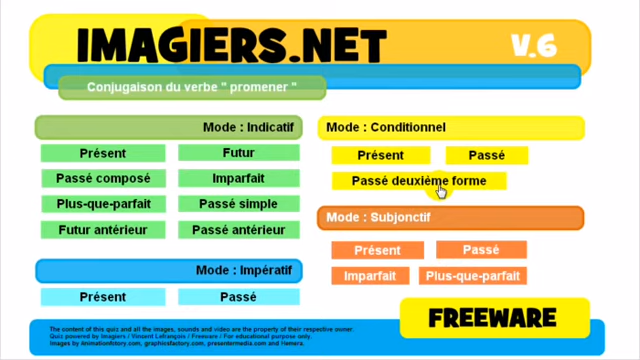 IMAGIERS.NET
V.6
Conjugaison du verbe " promener "
Mode : Indicatif
Présent
Futur
Passé composé
Imparfait
Plus-que-parfait
Passé simple
Futur antérieur
Passé antérieur
Mode : Impératif
Présent
Passé
Mode : Conditionnel
Présent
Passé
Passé deuxième forme
Mode : Subjonctif
Présent
Passé
Imparfait
Plus-que-parfait
FREEWARE
The content of this quiz and all the images, sounds and video are the property of their respective owner.
Quiz powered by Imagiers / Vincent Lefrançois / Freeware / For educational purpose only.
Images by Animationfctory.com, graphicsfactory.com, presentermedia.com and Hemera.